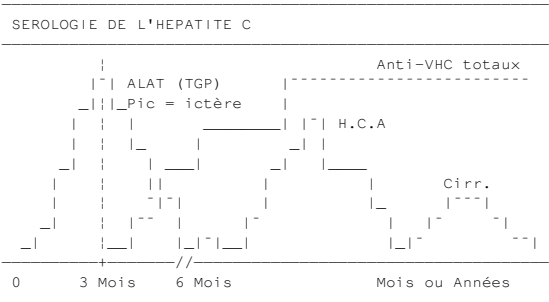 SEROLOGIE DE L'HEPATITE C
Anti-VHC totaux
ALAT (TGP)
Pic = ictère
H.C.A
Cirr.
0 3 Mois 6 Mois Mois ou Années